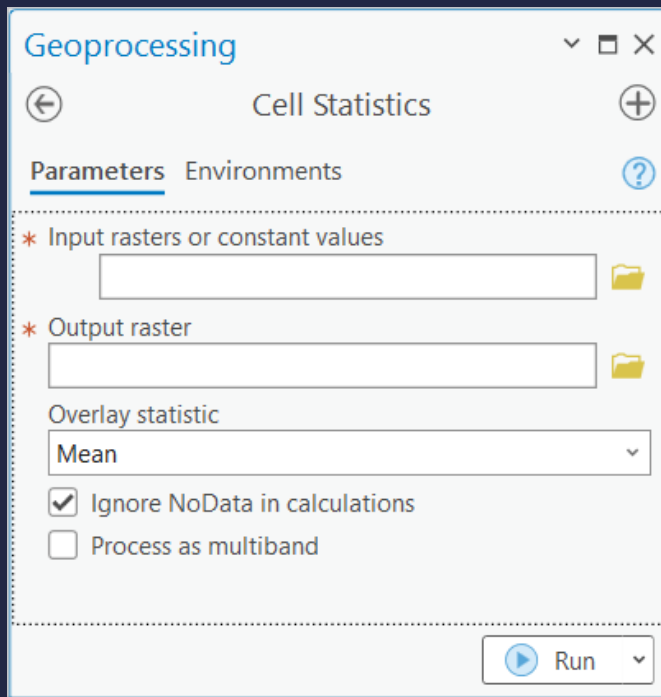 Geoprocessing
Cell Statistics
Parameters Environments
* Input rasters or constant values
* Output raster
Overlay statistic
Mean
Ignore NoData in calculations
Process as multiband
Run